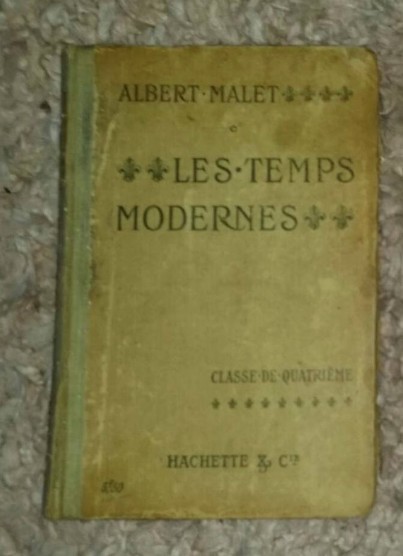 ALBERT·MALET
LES·TEMPS
MODERNES
CLASSE·DE·QUATRIÈME
HACHETTE & Cie